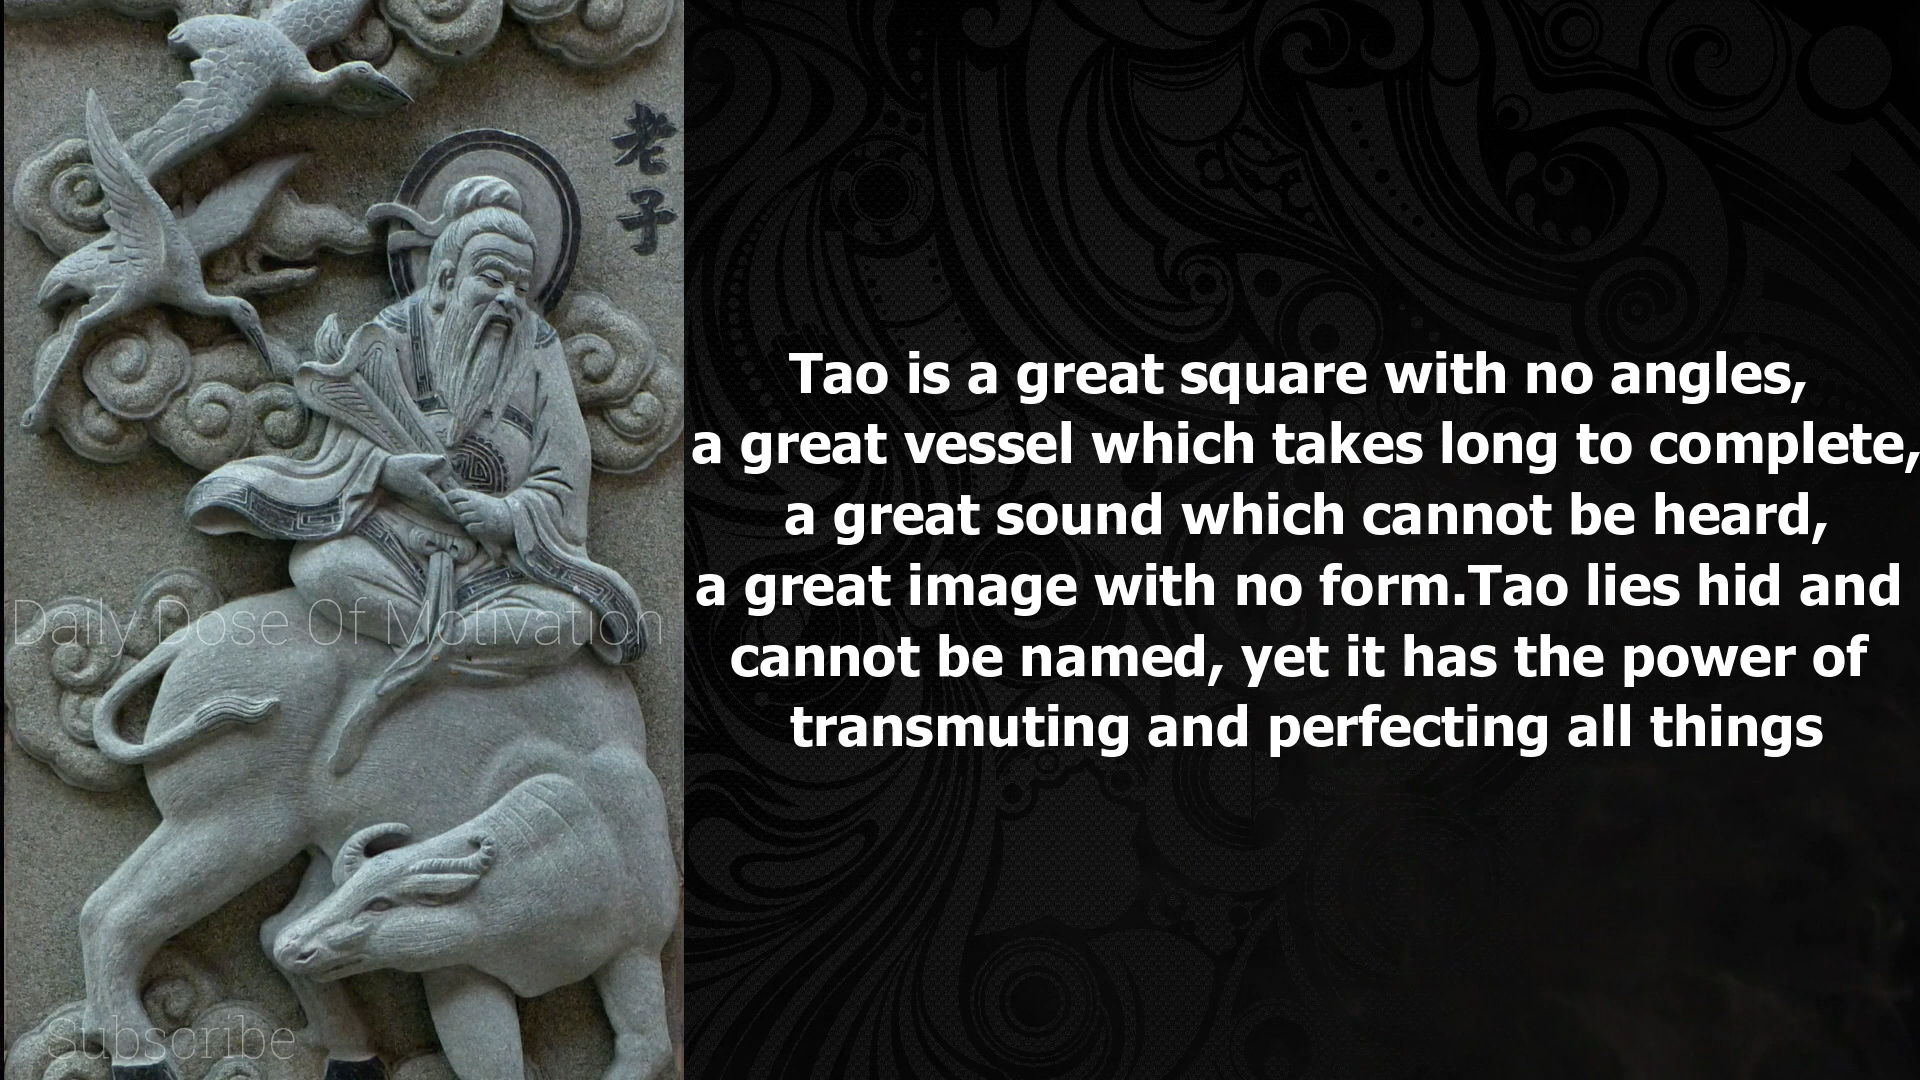 老子
Tao is a great square with no angles,
a great vessel which takes long to complete,
a great sound which cannot be heard,
a great image with no form.Tao lies hid and
cannot be named, yet it has the power of
transmuting and perfecting all things
Daily Dose Of Motivation
Subscribe